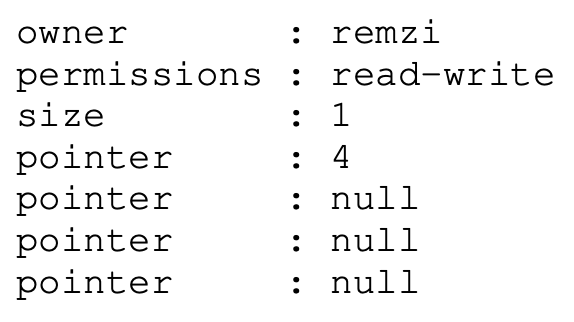 owner       : remzi
permissions : read-write
size        : 1
pointer     : 4
pointer     : null
pointer     : null
pointer     : null